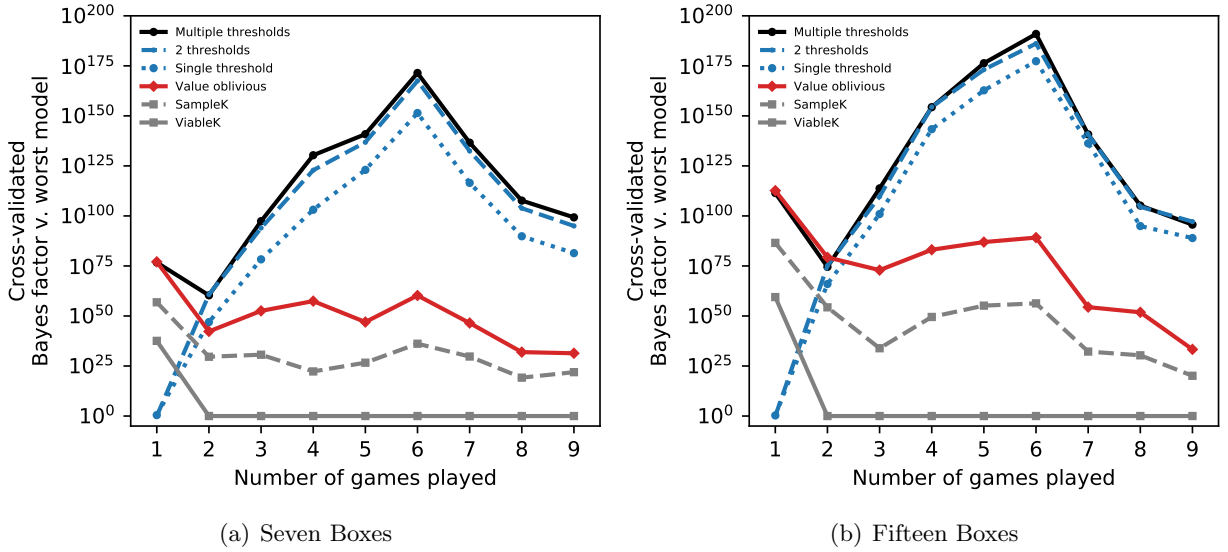 10^200
10^175
10^150
10^125
10^100
10^75
10^50
10^25
10^0
Cross-validated
Bayes factor v. worst model
Multiple thresholds
2 thresholds
Single threshold
Value oblivious
SampleK
ViableK
1 2 3 4 5 6 7 8 9
Number of games played
(a) Seven Boxes
10^200
10^175
10^150
10^125
10^100
10^75
10^50
10^25
10^0
Cross-validated
Bayes factor v. worst model
Multiple thresholds
2 thresholds
Single threshold
Value oblivious
SampleK
ViableK
1 2 3 4 5 6 7 8 9
Number of games played
(b) Fifteen Boxes